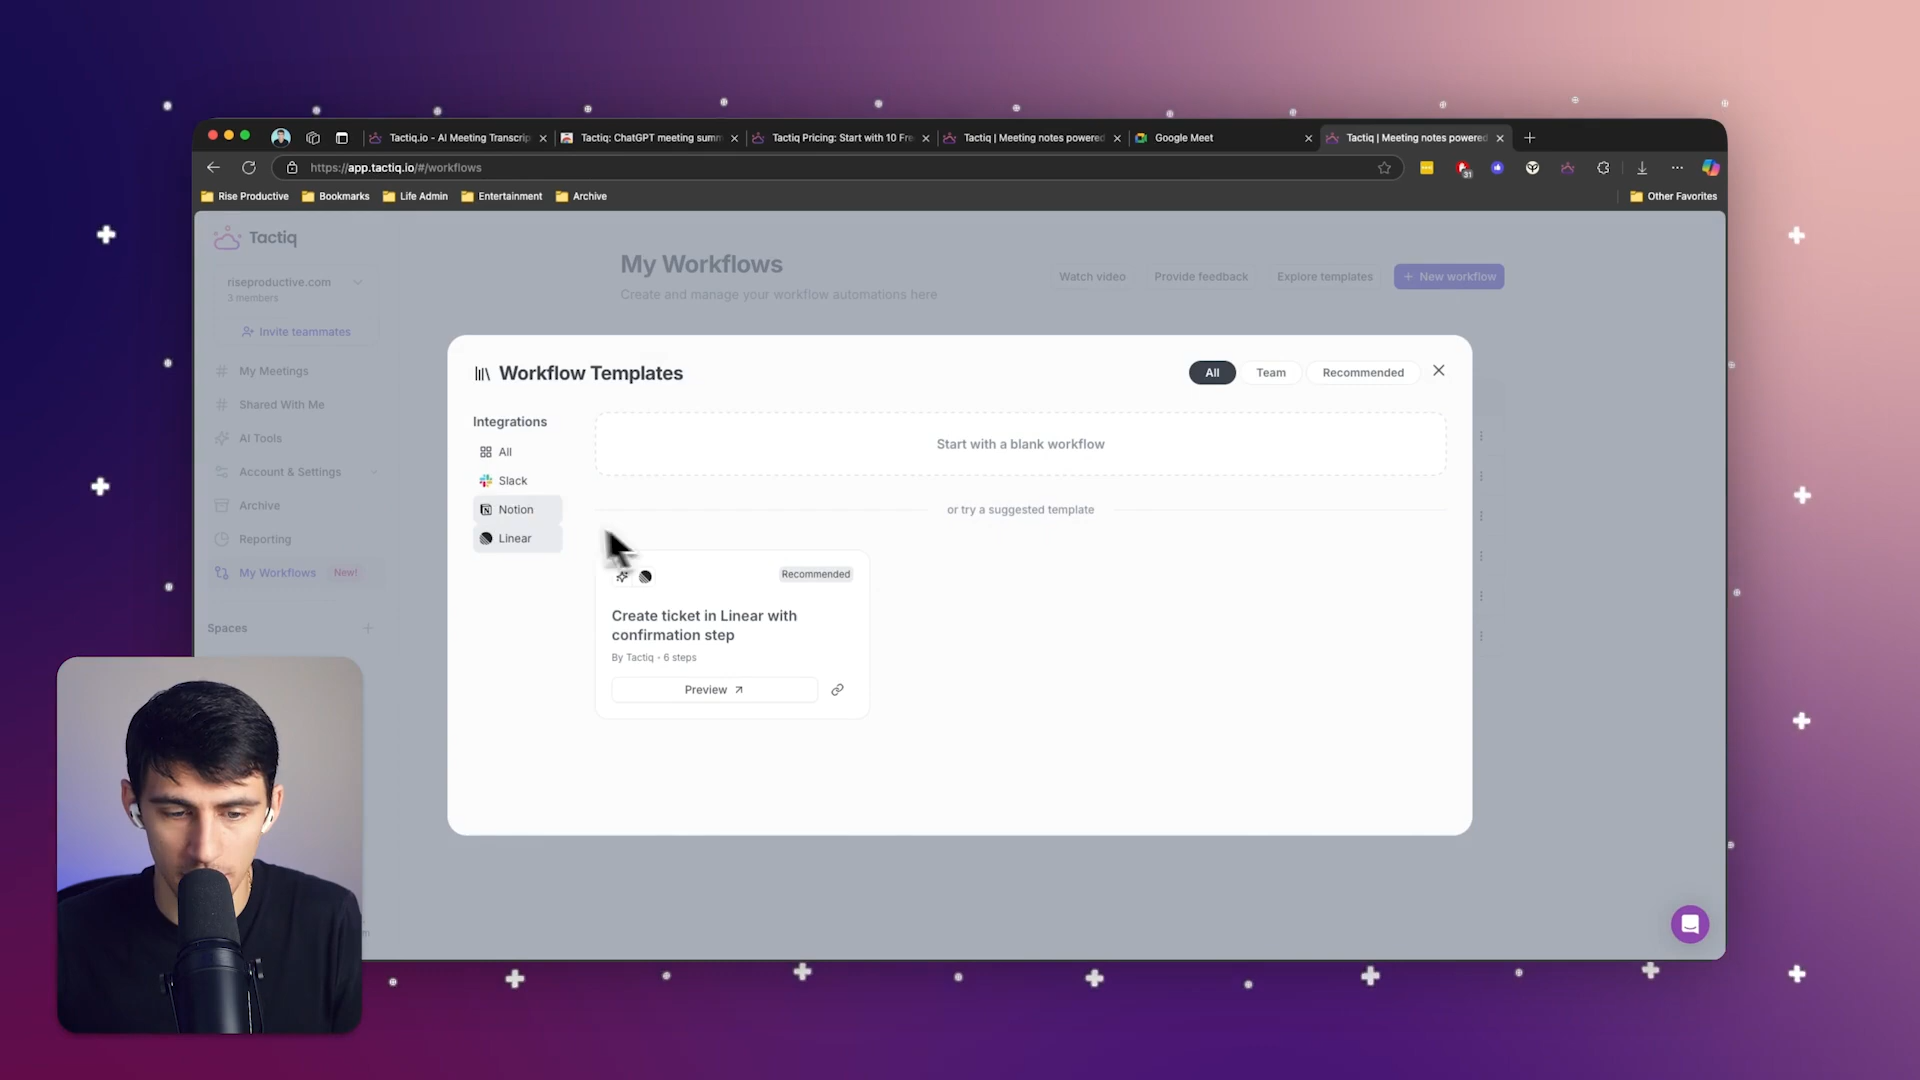 Tactiq.io - AI Meeting Transcrip
Tactiq: ChatGPT meeting summ
Tactiq Pricing: Start with 10 Fre
Tactiq | Meeting notes powered
Google Meet
Tactiq | Meeting notes powered
https://app.tactiq.io/#/workflows
31
Rise Productive
Bookmarks
Life Admin
Entertainment
Archive
Other Favorites
Tactiq
riseproductive.com
3 members
Invite teammates
My Meetings
Shared With Me
AI Tools
Account & Settings
Archive
Reporting
My Workflows New!
Spaces
My Workflows
Create and manage your workflow automations here
Watch video
Provide feedback
Explore templates
+ New workflow
Workflow Templates
All
Team
Recommended
Integrations
All
Slack
Notion
Linear
Start with a blank workflow
or try a suggested template
Recommended
Create ticket in Linear with
confirmation step
By Tactiq - 6 steps
Preview